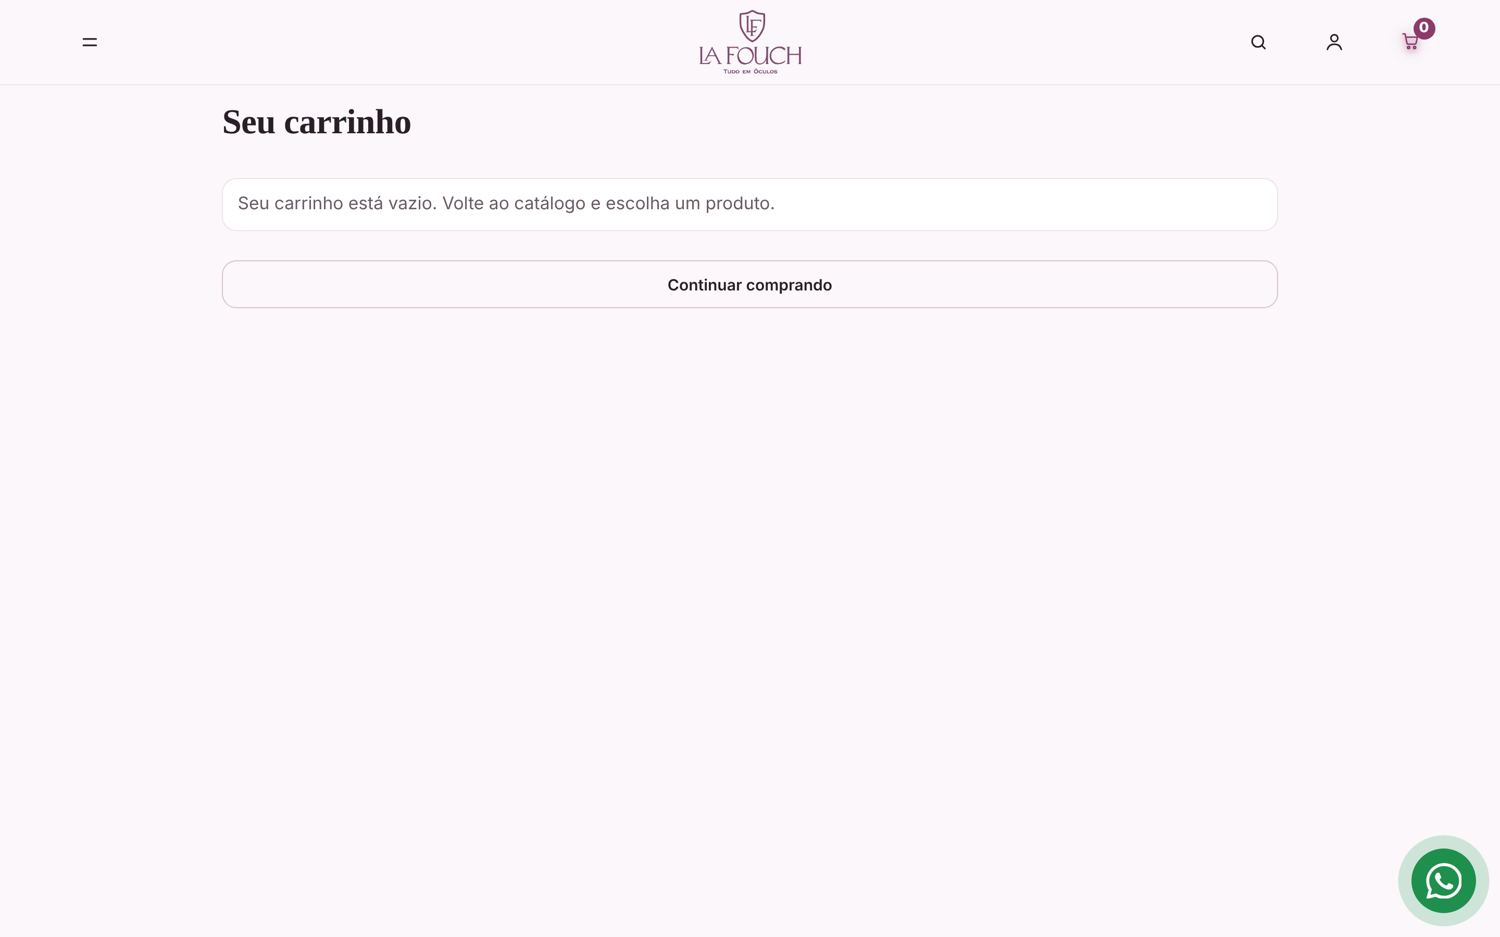 LF
LA FOUCH
Tudo em Óculos
0
Seu carrinho
Seu carrinho está vazio. Volte ao catálogo e escolha um produto.
Continuar comprando